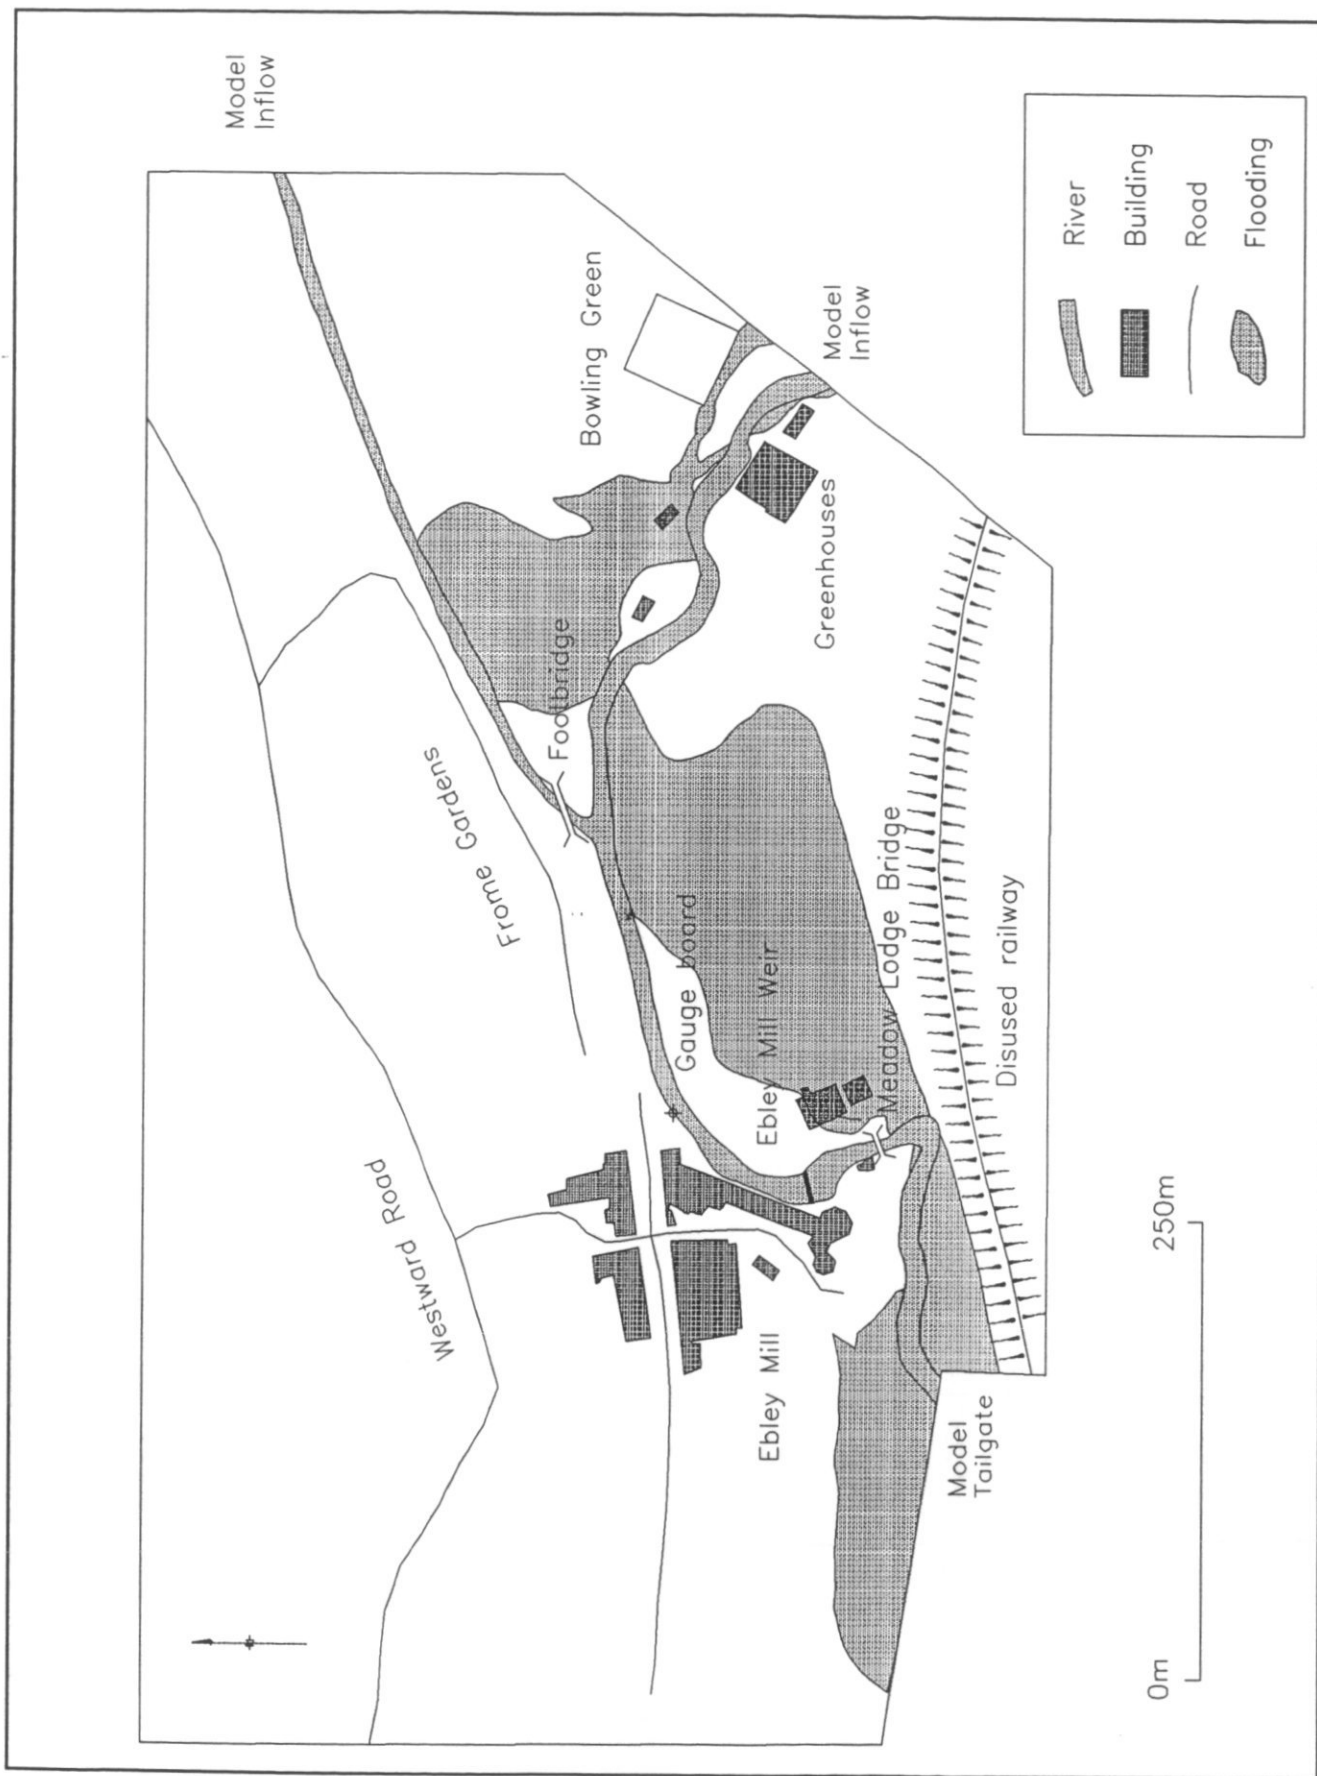 Model
Inflow
Bowling Green
Model
Inflow
Footbridge
Greenhouses
Frome Gardens
Gauge board
Ebley Mill Weir
Meadow Lodge Bridge
Disused railway
Westward Road
Ebley Mill
Model
Tailgate
0m
250m
River
Building
Road
Flooding